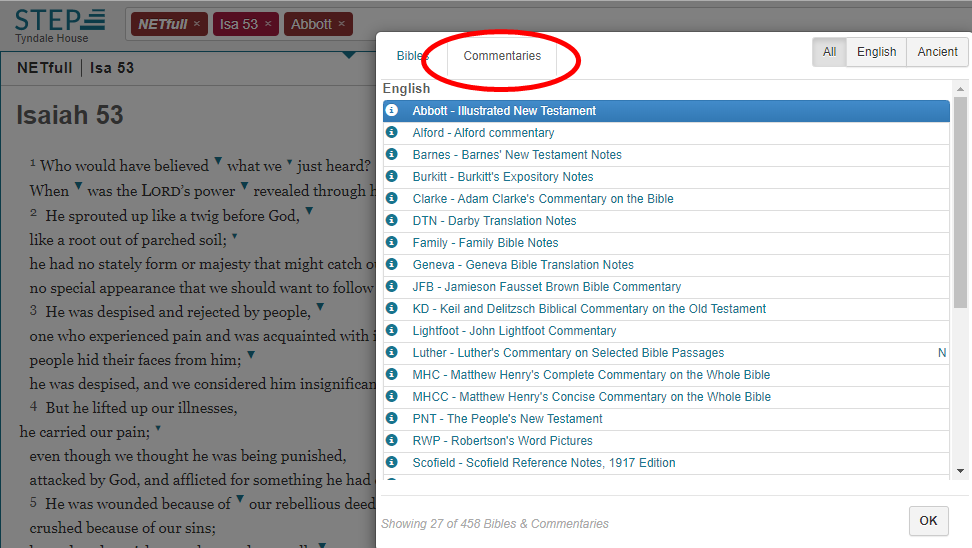 STEP
Tyndale House
NETfull ×
Isa 53 ×
Abbott ×
NETfull | Isa 53
Isaiah 53
1 Who would have believed ▼ what we ▼ just heard?
When ▼ was the LORD's power ▼ revealed through h
2 He sprouted up like a twig before God, ▼
like a root out of parched soil; ▼
he had no stately form or majesty that might catch ou
no special appearance that we should want to follow
3 He was despised and rejected by people, ▼
one who experienced pain and was acquainted with i
people hid their faces from him; ▼
he was despised, and we considered him insignifican
4 But he lifted up our illnesses,
he carried our pain; ▼
even though we thought he was being punished,
attacked by God, and afflicted for something he had
5 He was wounded because of ▼ our rebellious deed
crushed because of our sins;
Bibles
Commentaries
All
English
Ancient
English
Abbott - Illustrated New Testament
Alford - Alford commentary
Barnes - Barnes' New Testament Notes
Burkitt - Burkitt's Expository Notes
Clarke - Adam Clarke's Commentary on the Bible
DTN - Darby Translation Notes
Family - Family Bible Notes
Geneva - Geneva Bible Translation Notes
JFB - Jamieson Fausset Brown Bible Commentary
KD - Keil and Delitzsch Biblical Commentary on the Old Testament
Lightfoot - John Lightfoot Commentary
Luther - Luther's Commentary on Selected Bible Passages N
MHC - Matthew Henry's Complete Commentary on the Whole Bible
MHCC - Matthew Henry's Concise Commentary on the Whole Bible
PNT - The People's New Testament
RWP - Robertson's Word Pictures
Scofield - Scofield Reference Notes, 1917 Edition
Showing 27 of 458 Bibles & Commentaries
OK